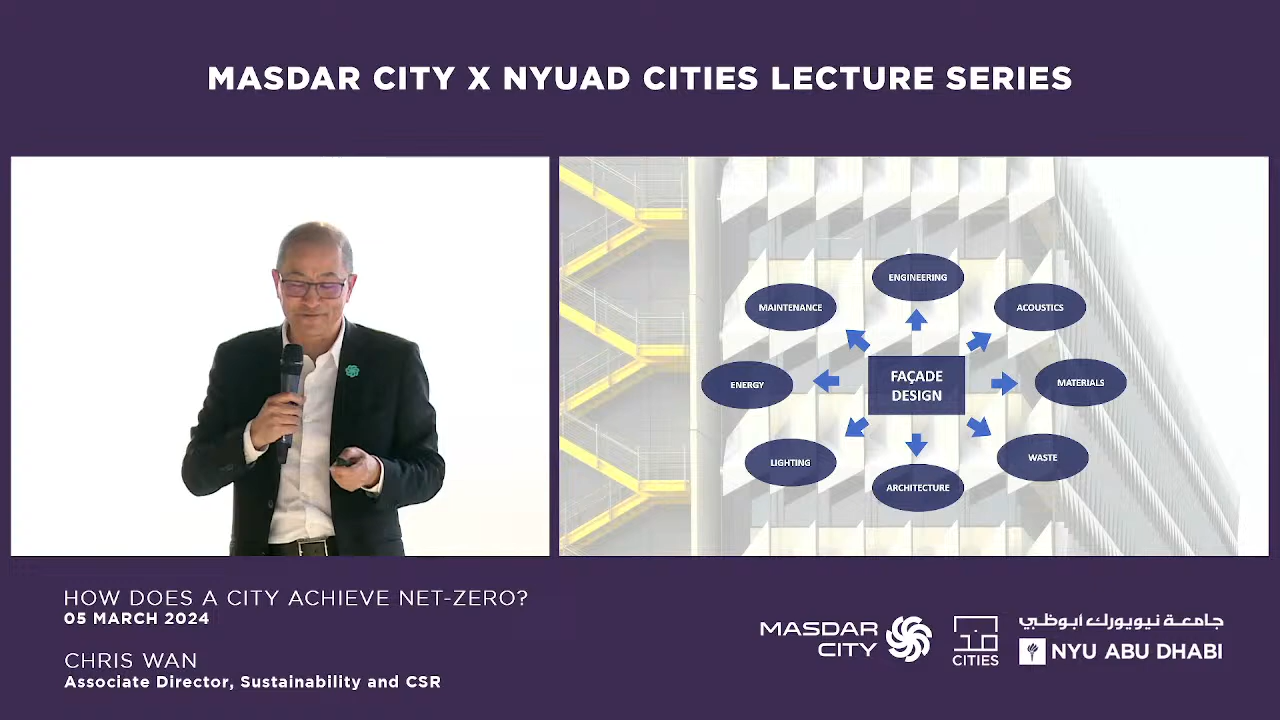 MASDAR CITY X NYUAD CITIES LECTURE SERIES
ENGINEERING
MAINTENANCE
ACOUSTICS
FAÇADE
DESIGN
ENERGY
MATERIALS
LIGHTING
WASTE
ARCHITECTURE
HOW DOES A CITY ACHIEVE NET-ZERO?
05 MARCH 2024
CHRIS WAN
Associate Director, Sustainability and CSR
MASDAR
CITY
CITIES
جامعـة نيويورك أبوظـبي
NYU ABU DHABI